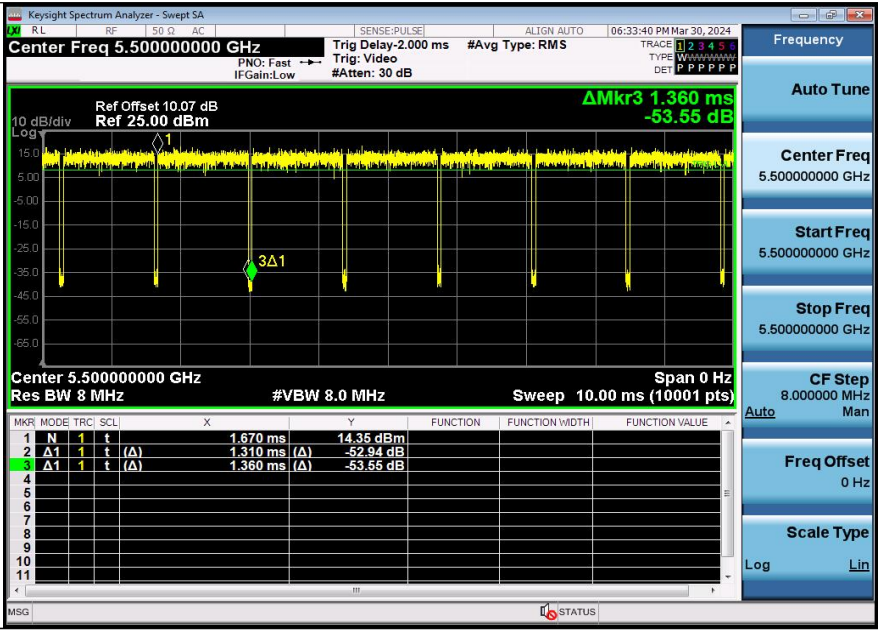 Keysight Spectrum Analyzer - Swept SA
LXI RL RF 50 Ω AC SENSE:PULSE ALIGN AUTO 06:33:40 PM Mar 30, 2024
Center Freq 5.500000000 GHz
PNO: Fast
IFGain:Low
Trig Delay-2.000 ms
Trig: Video
#Atten: 30 dB
#Avg Type: RMS
TRACE 1 2 3 4 5 6
TYPE WWWWWW
DET P P P P P P
Ref Offset 10.07 dB
10 dB/div Ref 25.00 dBm
ΔMkr3 1.360 ms
-53.55 dB
Log
1
15.0
5.00
-5.00
-15.0
-25.0
3Δ1
-35.0
-45.0
-55.0
-65.0
Center 5.500000000 GHz Span 0 Hz
Res BW 8 MHz #VBW 8.0 MHz Sweep 10.00 ms (10001 pts)
MKR MODE TRC SCL X Y FUNCTION FUNCTION WIDTH FUNCTION VALUE
1 N 1 t 1.670 ms 14.35 dBm
2 Δ1 1 t (Δ) 1.310 ms (Δ) -52.94 dB
3 Δ1 1 t (Δ) 1.360 ms (Δ) -53.55 dB
4
5
6
7
8
9
10
11
MSG STATUS
Frequency
Auto Tune
Center Freq
5.500000000 GHz
Start Freq
5.500000000 GHz
Stop Freq
5.500000000 GHz
CF Step
8.000000 MHz
Auto Man
Freq Offset
0 Hz
Scale Type
Log Lin